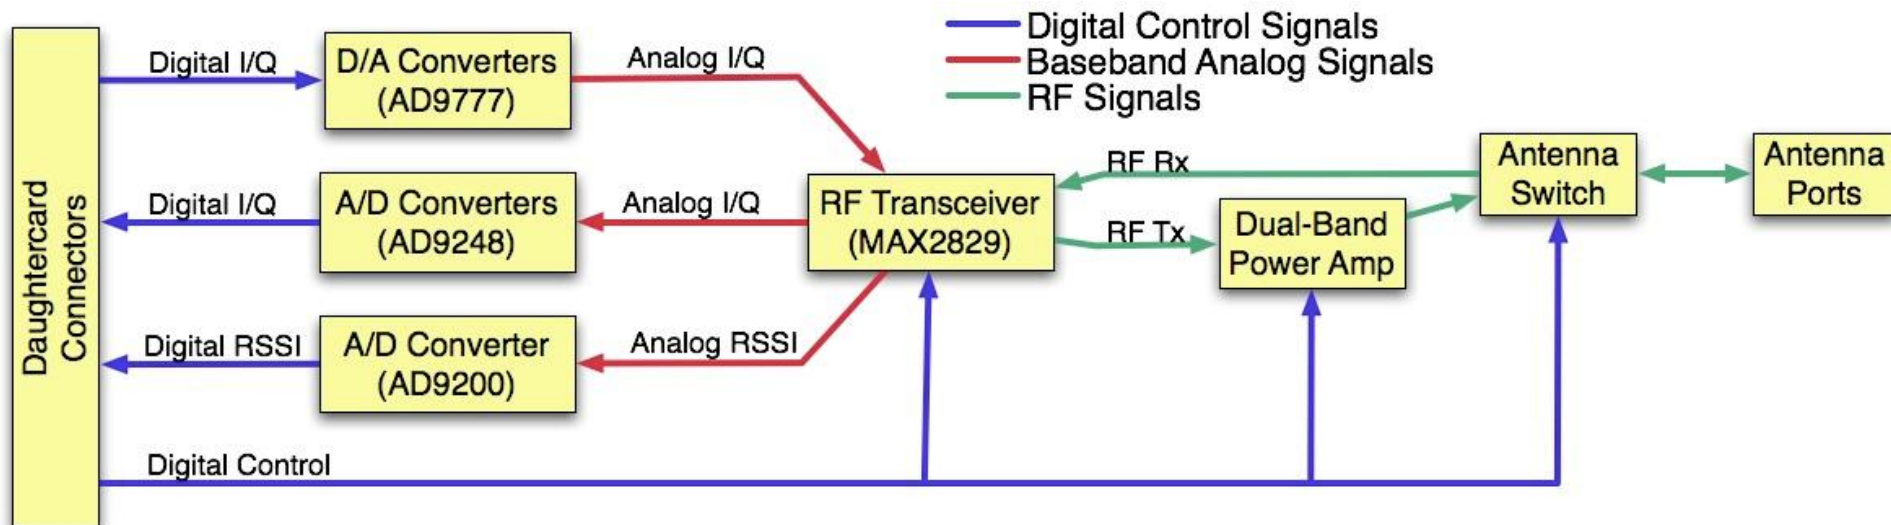 Digital Control Signals
Baseband Analog Signals
RF Signals
Daughtercard
Connectors
Digital I/Q
D/A Converters
(AD9777)
Analog I/Q
Digital I/Q
A/D Converters
(AD9248)
Analog I/Q
RF Transceiver
(MAX2829)
RF Rx
RF Tx
Dual-Band
Power Amp
Antenna
Switch
Antenna
Ports
Digital RSSI
A/D Converter
(AD9200)
Analog RSSI
Digital Control